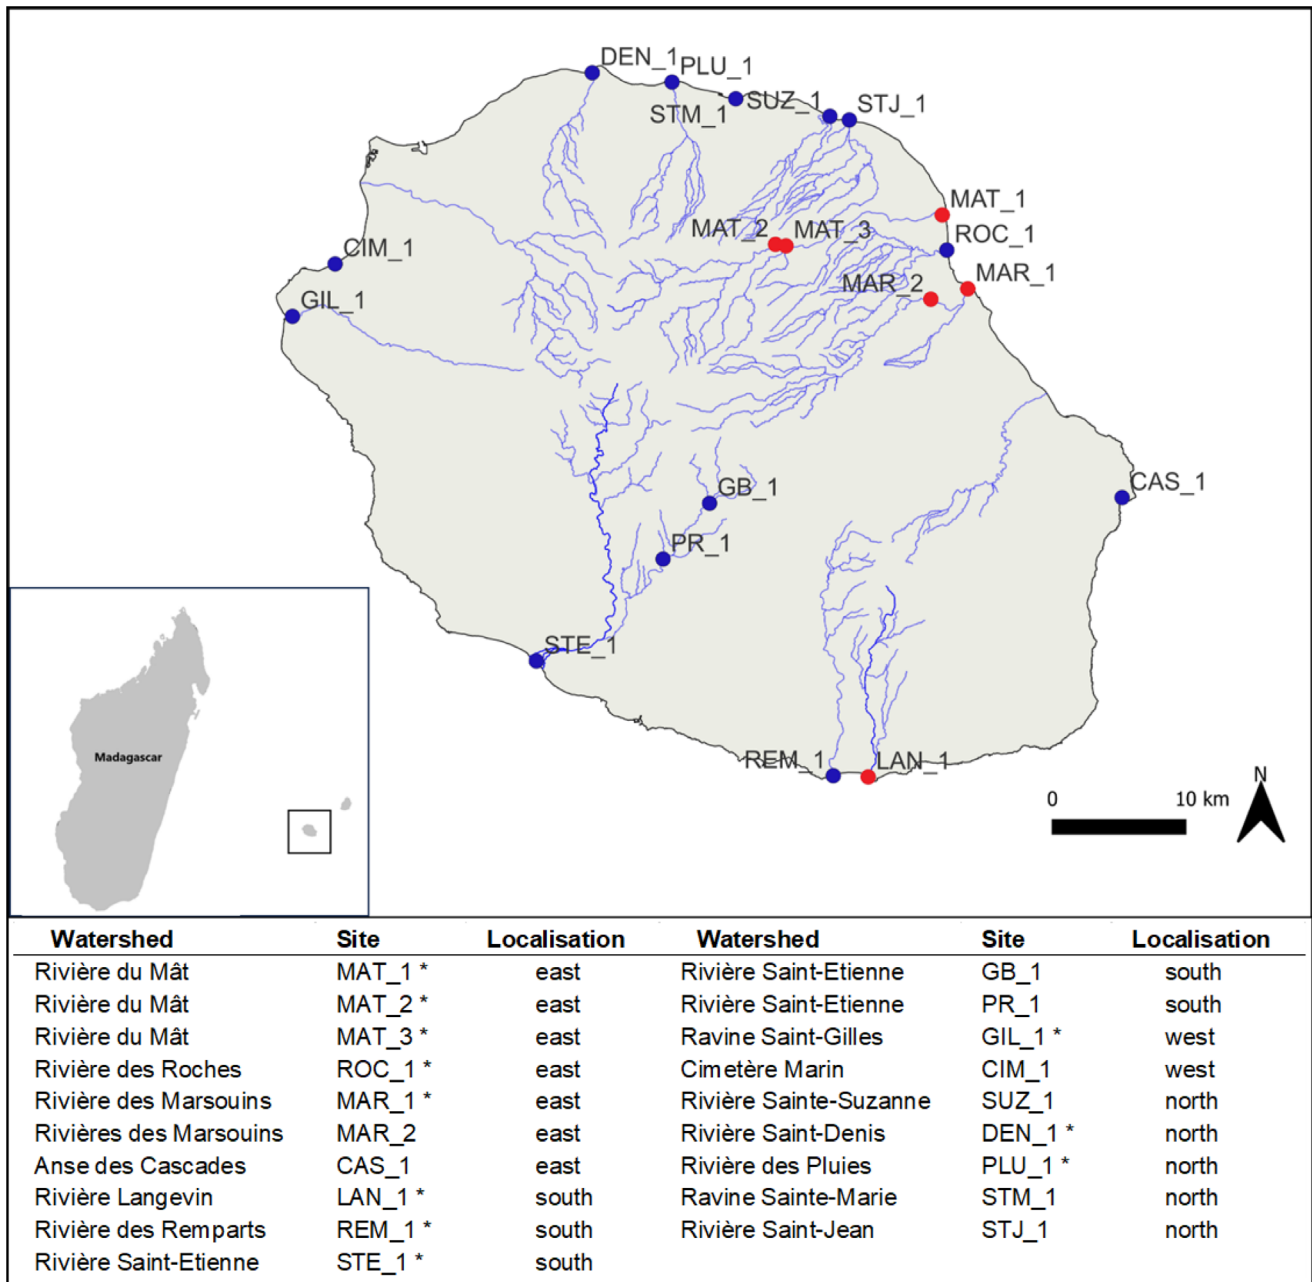 DEN_1
PLU_1
STM_1
SUZ_1
STJ_1
MAT_1
MAT_2
MAT_3
ROC_1
CIM_1
MAR_1
MAR_2
GIL_1
GB_1
CAS_1
PR_1
STE_1
Madagascar
REM_1
LAN_1
N
0 10 km
Watershed Site Localisation Watershed Site Localisation
Rivière du Mât MAT_1 * east Rivière Saint-Etienne GB_1 south
Rivière du Mât MAT_2 * east Rivière Saint-Etienne PR_1 south
Rivière du Mât MAT_3 * east Ravine Saint-Gilles GIL_1 * west
Rivière des Roches ROC_1 * east Cimetère Marin CIM_1 west
Rivière des Marsouins MAR_1 * east Rivière Sainte-Suzanne SUZ_1 north
Rivières des Marsouins MAR_2 east Rivière Saint-Denis DEN_1 * north
Anse des Cascades CAS_1 east Rivière des Pluies PLU_1 * north
Rivière Langevin LAN_1 * south Ravine Sainte-Marie STM_1 north
Rivière des Remparts REM_1 * south Rivière Saint-Jean STJ_1 north
Rivière Saint-Etienne STE_1 * south